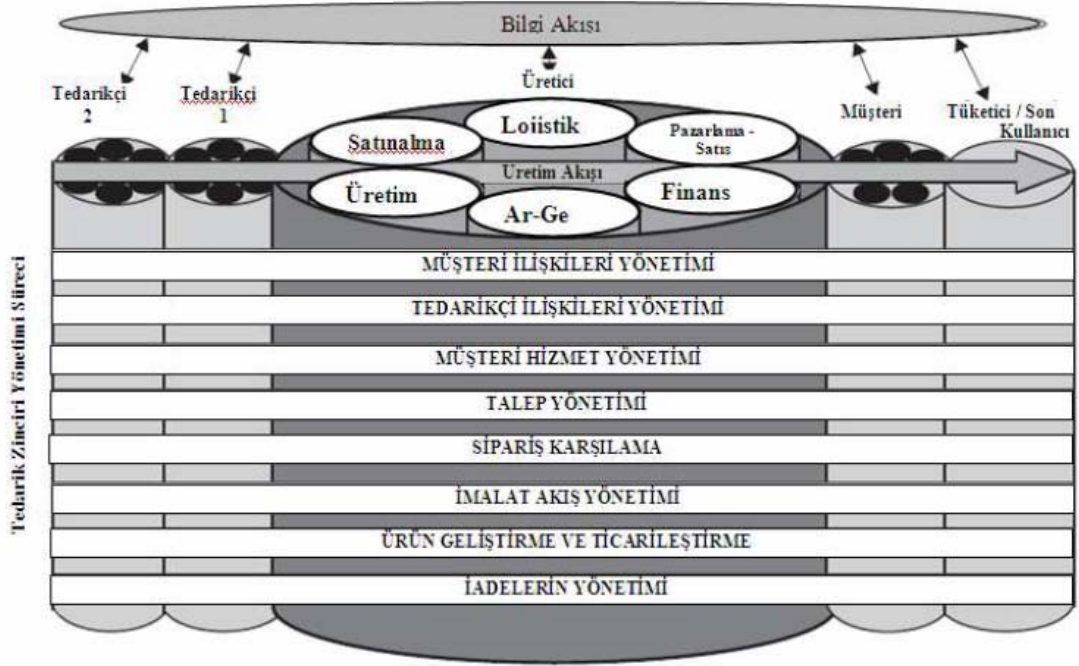 Bilgi Akışı
Üretici
Tedarikçi
2
Tedarikçi
1
Müşteri
Tüketici / Son
Kullanıcı
Satınalma
Lojistik
Pazarlama -
Satıs
Üretim Akışı
Üretim
Ar-Ge
Finans
Tedarik Zinciri Yönetimi Süreci
MÜŞTERİ İLİŞKİLERİ YÖNETİMİ
TEDARİKÇİ İLİŞKİLERİ YÖNETİMİ
MÜŞTERİ HİZMET YÖNETİMİ
TALEP YÖNETİMİ
SİPARİŞ KARŞILAMA
İMALAT AKIŞ YÖNETİMİ
ÜRÜN GELİŞTİRME VE TİCARİLEŞTİRME
İADELERİN YÖNETİMİ